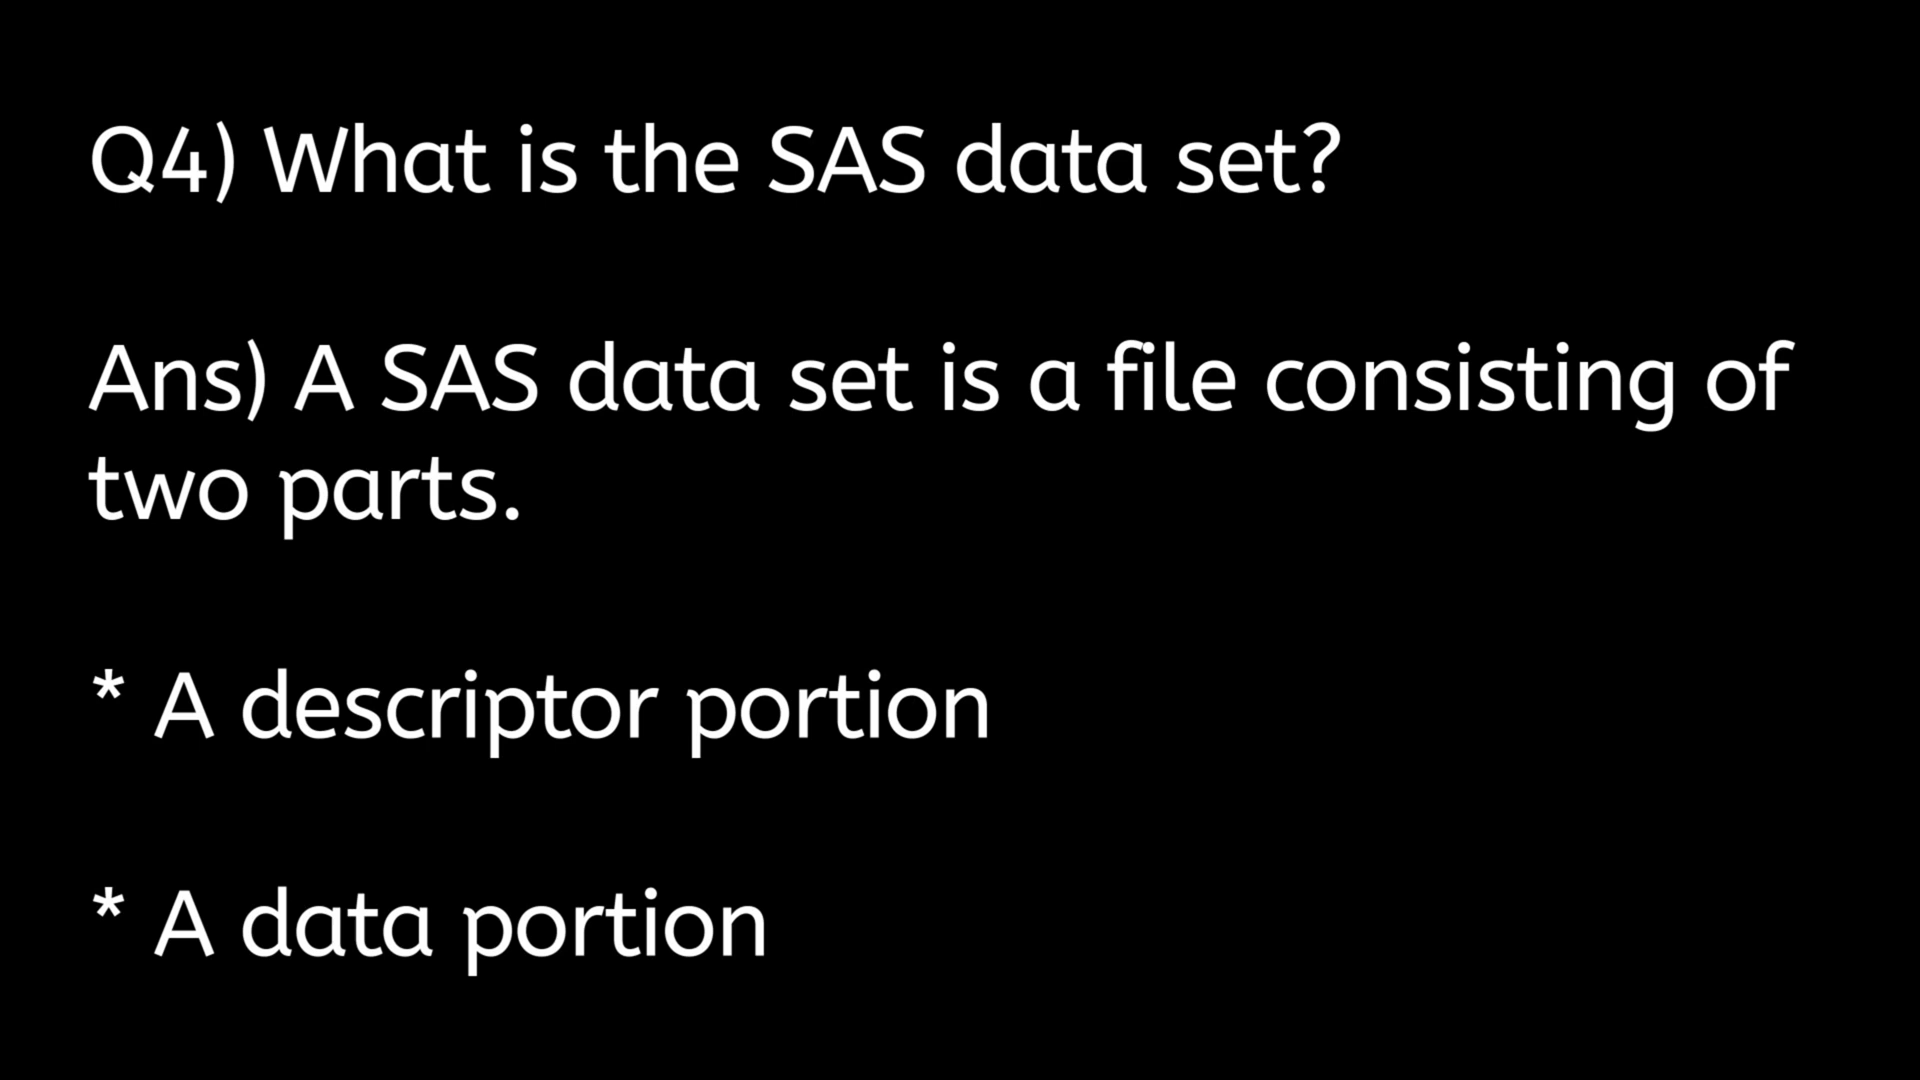 Q4) What is the SAS data set?
Ans) A SAS data set is a file consisting of
two parts.
* A descriptor portion
* A data portion